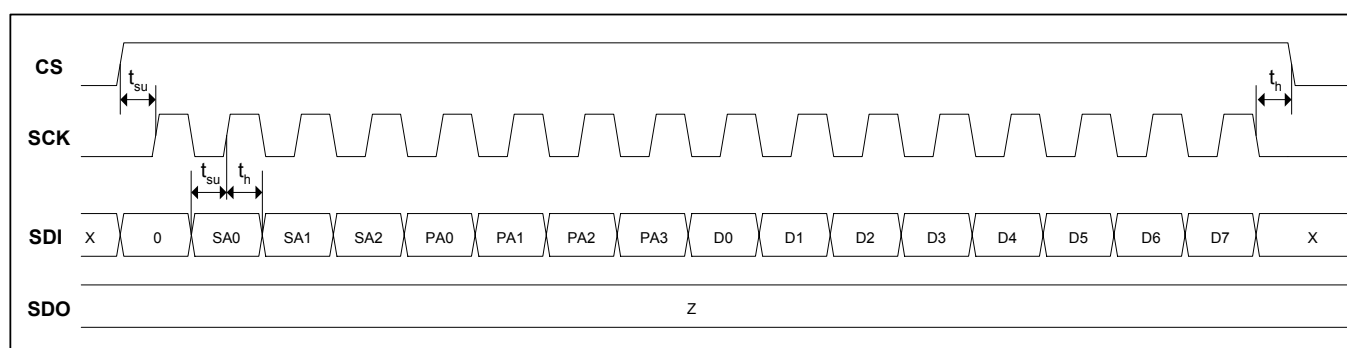 CS
t_su
t_h
SCK
t_su t_h
SDI X 0 SA0 SA1 SA2 PA0 PA1 PA2 PA3 D0 D1 D2 D3 D4 D5 D6 D7 X
SDO Z